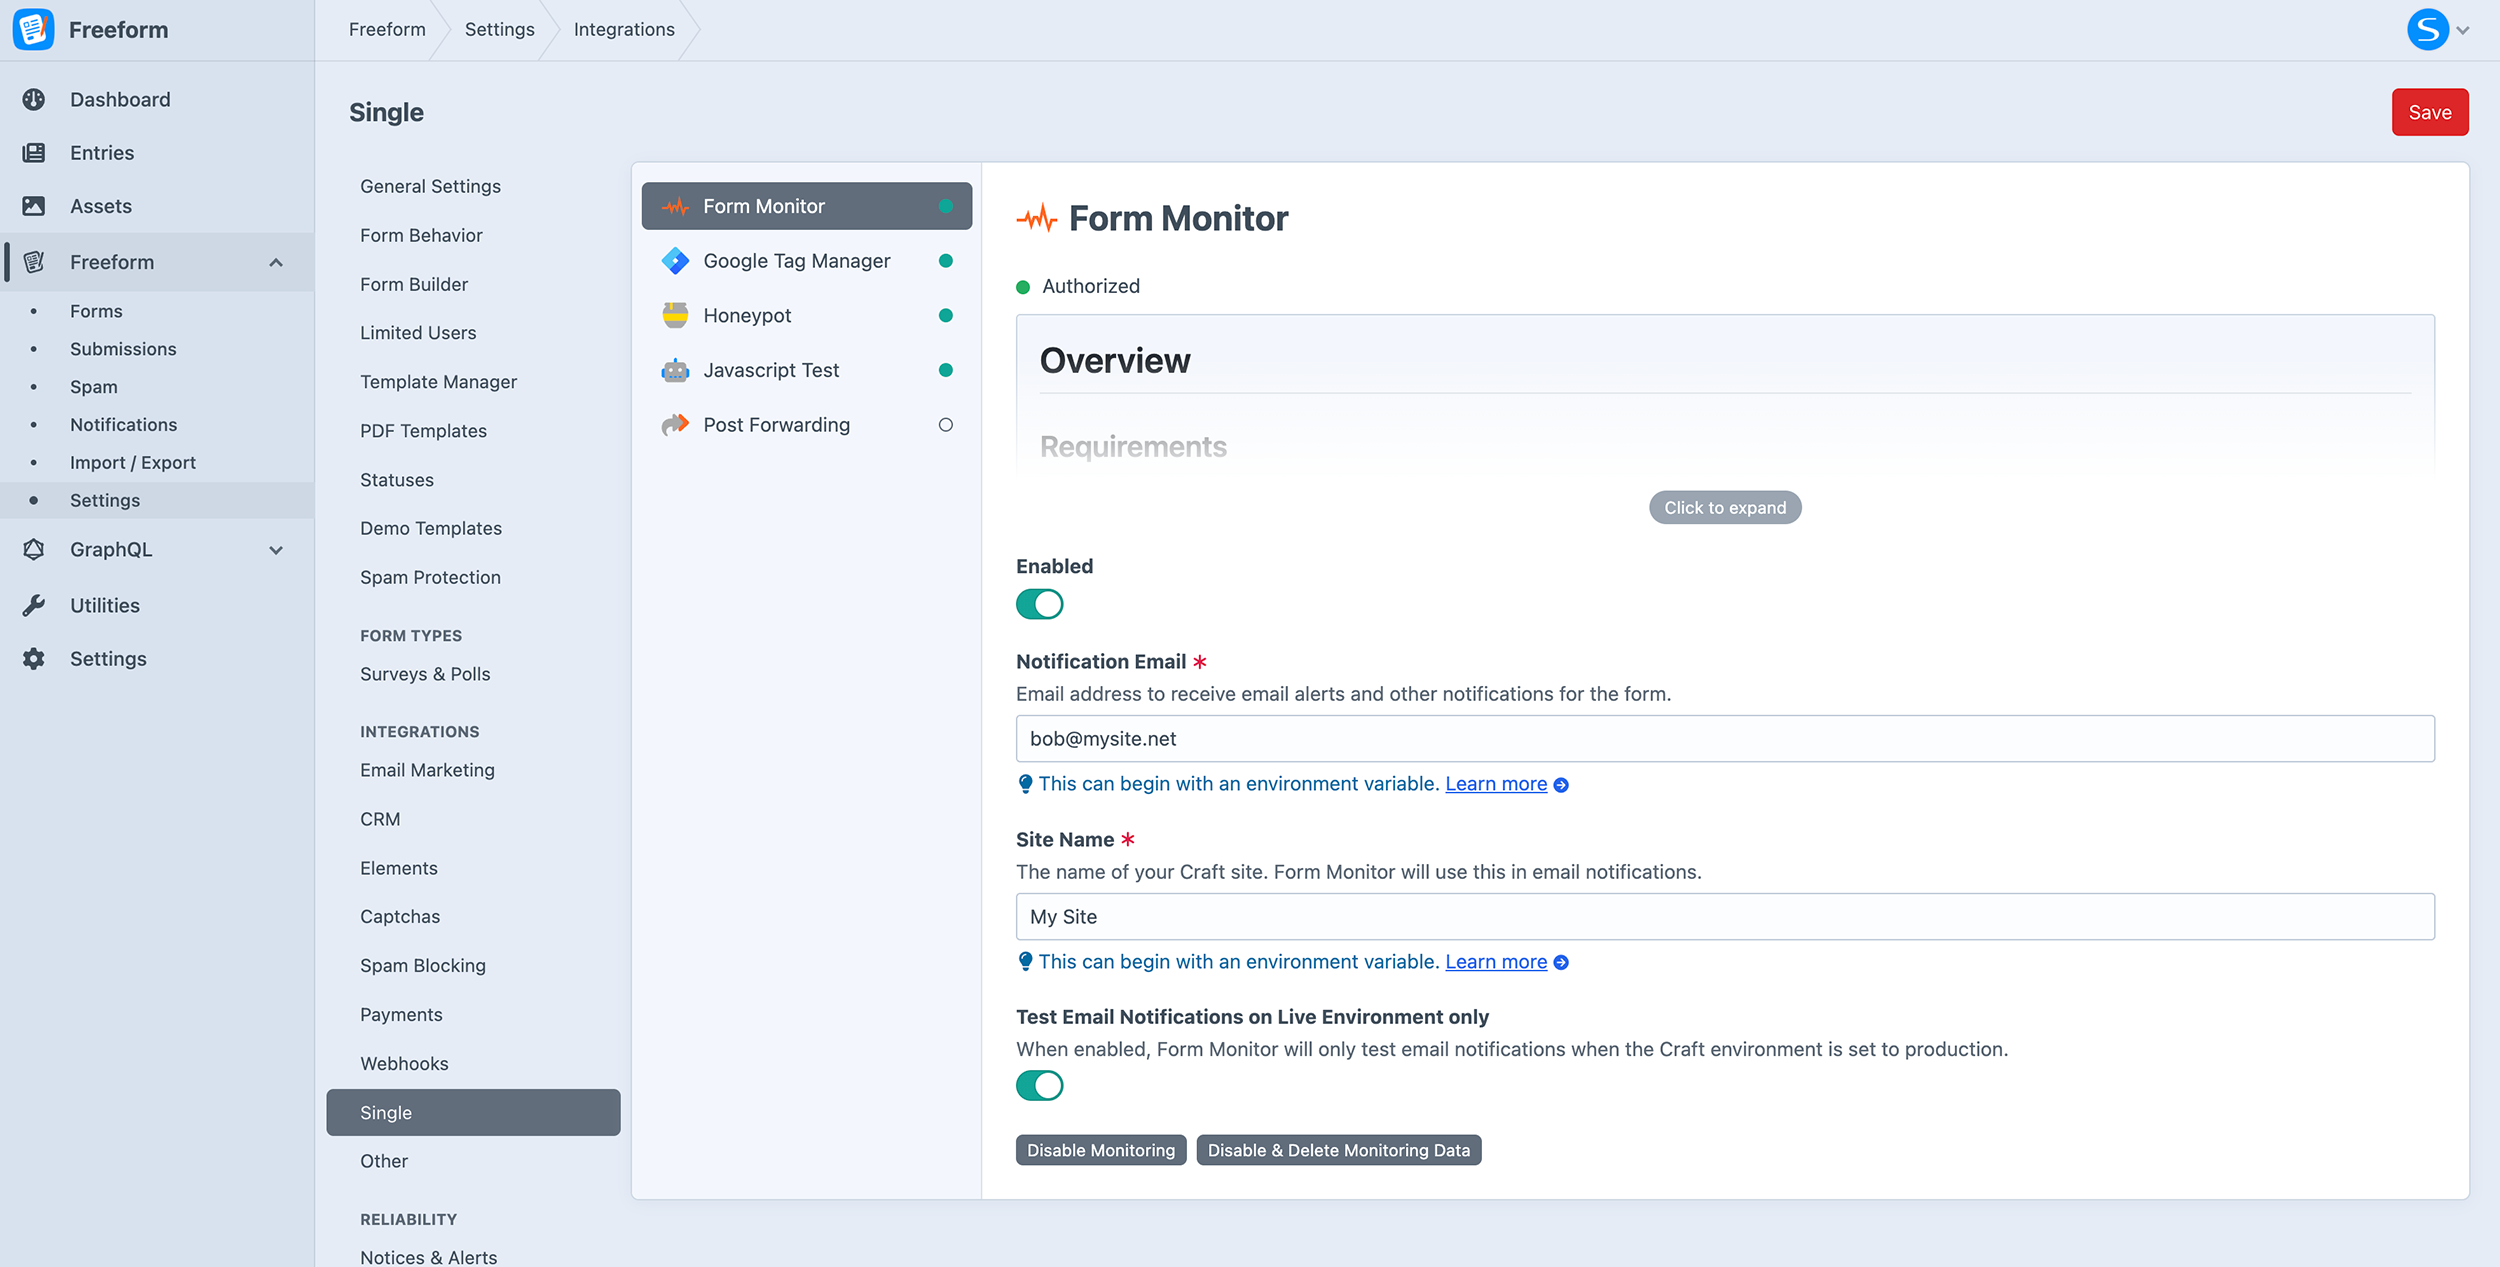 Freeform
Freeform
Settings
Integrations
S
Dashboard
Entries
Assets
Freeform
Forms
Submissions
Spam
Notifications
Import / Export
Settings
GraphQL
Utilities
Settings
Single
Save
General Settings
Form Behavior
Form Builder
Limited Users
Template Manager
PDF Templates
Statuses
Demo Templates
Spam Protection
FORM TYPES
Surveys & Polls
INTEGRATIONS
Email Marketing
CRM
Elements
Captchas
Spam Blocking
Payments
Webhooks
Single
Other
RELIABILITY
Notices & Alerts
Form Monitor
Google Tag Manager
Honeypot
Javascript Test
Post Forwarding
Form Monitor
Authorized
Overview
Requirements
Click to expand
Enabled
Notification Email *
Email address to receive email alerts and other notifications for the form.
bob@mysite.net
This can begin with an environment variable. Learn more
Site Name *
The name of your Craft site. Form Monitor will use this in email notifications.
My Site
This can begin with an environment variable. Learn more
Test Email Notifications on Live Environment only
When enabled, Form Monitor will only test email notifications when the Craft environment is set to production.
Disable Monitoring
Disable & Delete Monitoring Data